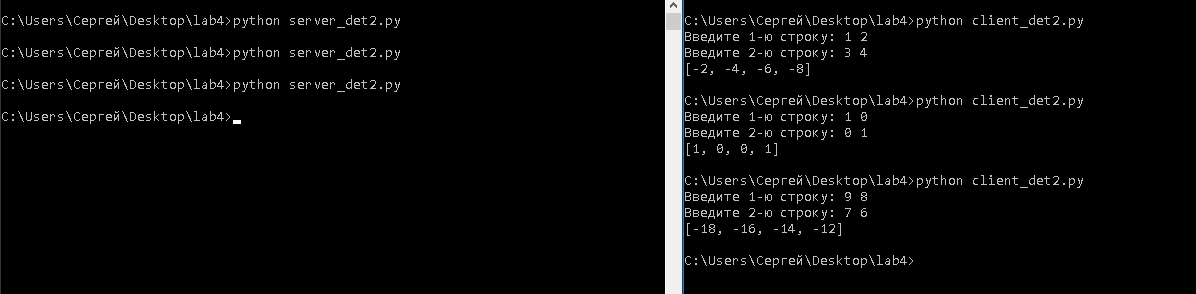 C:\Users\Сергей\Desktop\lab4>python server_det2.py
C:\Users\Сергей\Desktop\lab4>python server_det2.py
C:\Users\Сергей\Desktop\lab4>python server_det2.py
C:\Users\Сергей\Desktop\lab4>
C:\Users\Сергей\Desktop\lab4>python client_det2.py
Введите 1-ю строку: 1 2
Введите 2-ю строку: 3 4
[-2, -4, -6, -8]
C:\Users\Сергей\Desktop\lab4>python client_det2.py
Введите 1-ю строку: 1 0
Введите 2-ю строку: 0 1
[1, 0, 0, 1]
C:\Users\Сергей\Desktop\lab4>python client_det2.py
Введите 1-ю строку: 9 8
Введите 2-ю строку: 7 6
[-18, -16, -14, -12]
C:\Users\Сергей\Desktop\lab4>